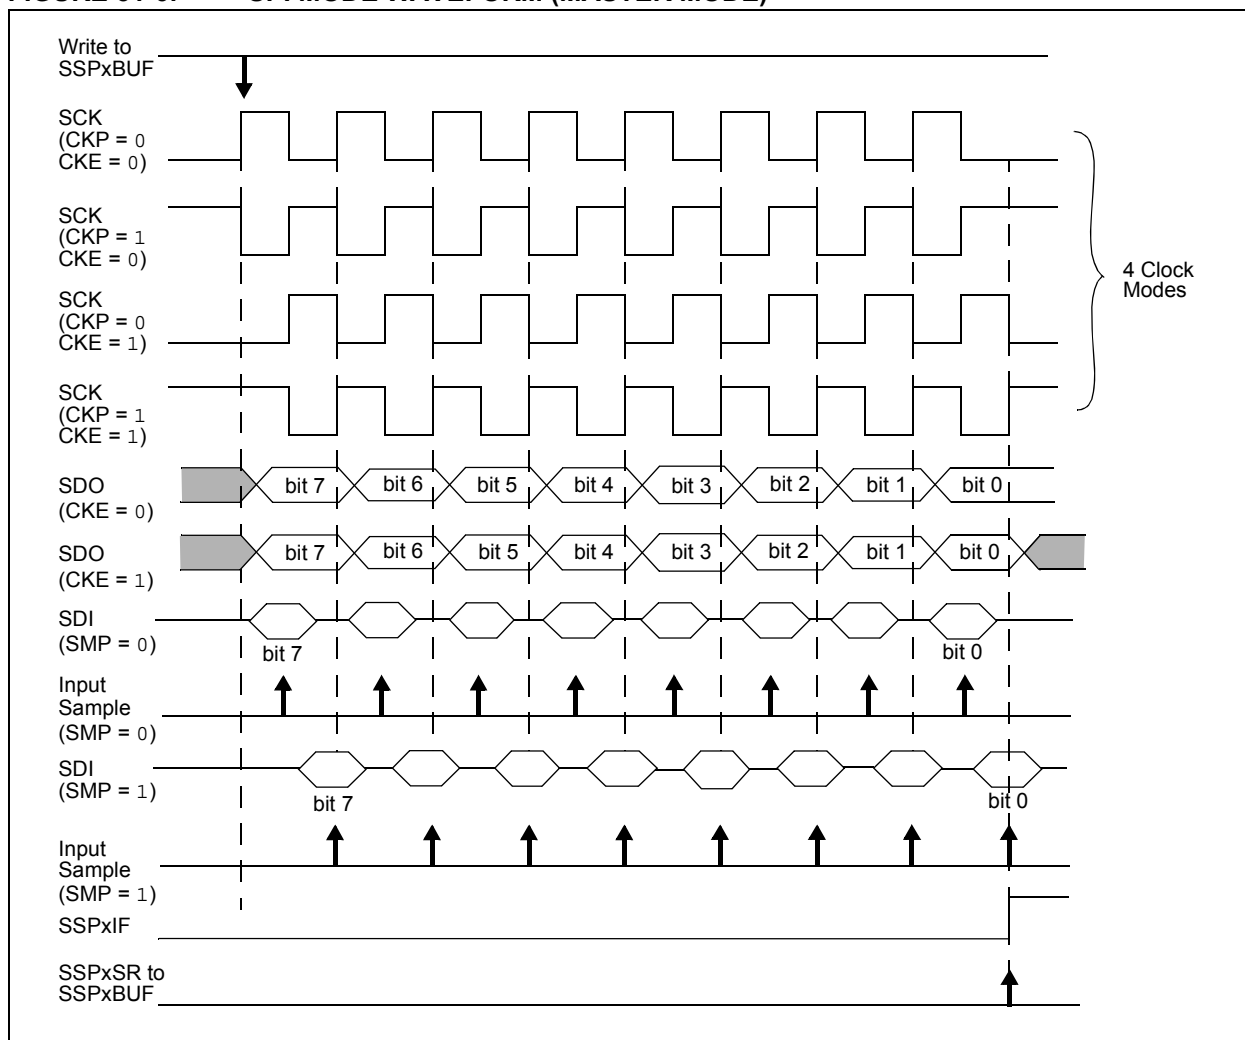 Write to
SSPxBUF
SCK
(CKP = 0
CKE = 0)
SCK
(CKP = 1
CKE = 0)
SCK
(CKP = 0
CKE = 1)
SCK
(CKP = 1
CKE = 1)
4 Clock
Modes
SDO
(CKE = 0)
bit 7 bit 6 bit 5 bit 4 bit 3 bit 2 bit 1 bit 0
SDO
(CKE = 1)
bit 7 bit 6 bit 5 bit 4 bit 3 bit 2 bit 1 bit 0
SDI
(SMP = 0)
bit 7 bit 0
Input
Sample
(SMP = 0)
SDI
(SMP = 1)
bit 7 bit 0
Input
Sample
(SMP = 1)
SSPxIF
SSPxSR to
SSPxBUF